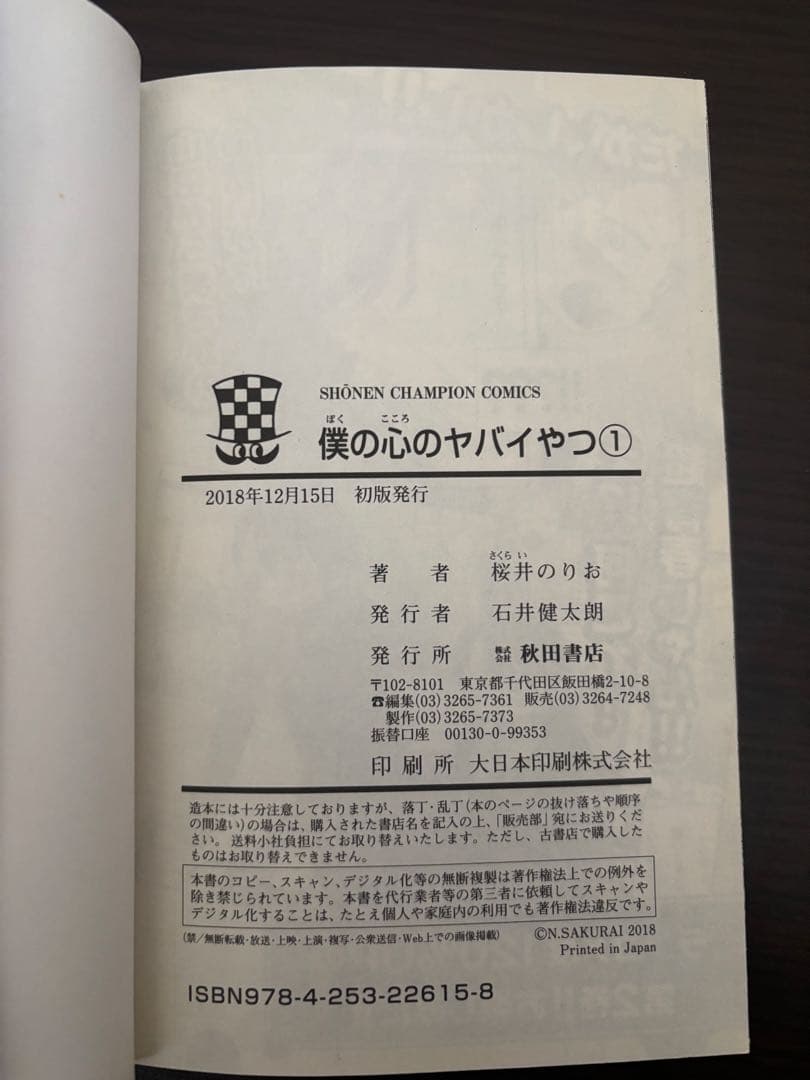 SHŌNEN CHAMPION COMICS
僕の心のヤバイやつ①
ぼく こころ
2018年12月15日 初版発行
さくらい
著者 桜井のりお
発行者 石井健太朗
発行所 株式会社 秋田書店
〒102-8101 東京都千代田区飯田橋2-10-8
☎編集(03)3265-7361 販売(03)3264-7248
製作(03)3265-7373
振替口座 00130-0-99353
印刷所 大日本印刷株式会社
造本には十分注意しておりますが、落丁・乱丁(本のページの抜け落ちや順序
の間違い)の場合は、購入された書店名を記入の上、「販売部」宛にお送りくだ
さい。送料小社負担にてお取り替えいたします。ただし、古書店で購入した
ものはお取り替えできません。
本書のコピー、スキャン、デジタル化等の無断複製は著作権法上での例外を
除き禁じられています。本書を代行業者等の第三者に依頼してスキャンや
デジタル化することは、たとえ個人や家庭内の利用でも著作権法違反です。
(禁/無断転載・放送・上映・上演・複写・公衆送信・Web上での画像掲載)
©N.SAKURAI 2018
Printed in Japan
ISBN978-4-253-22615-8